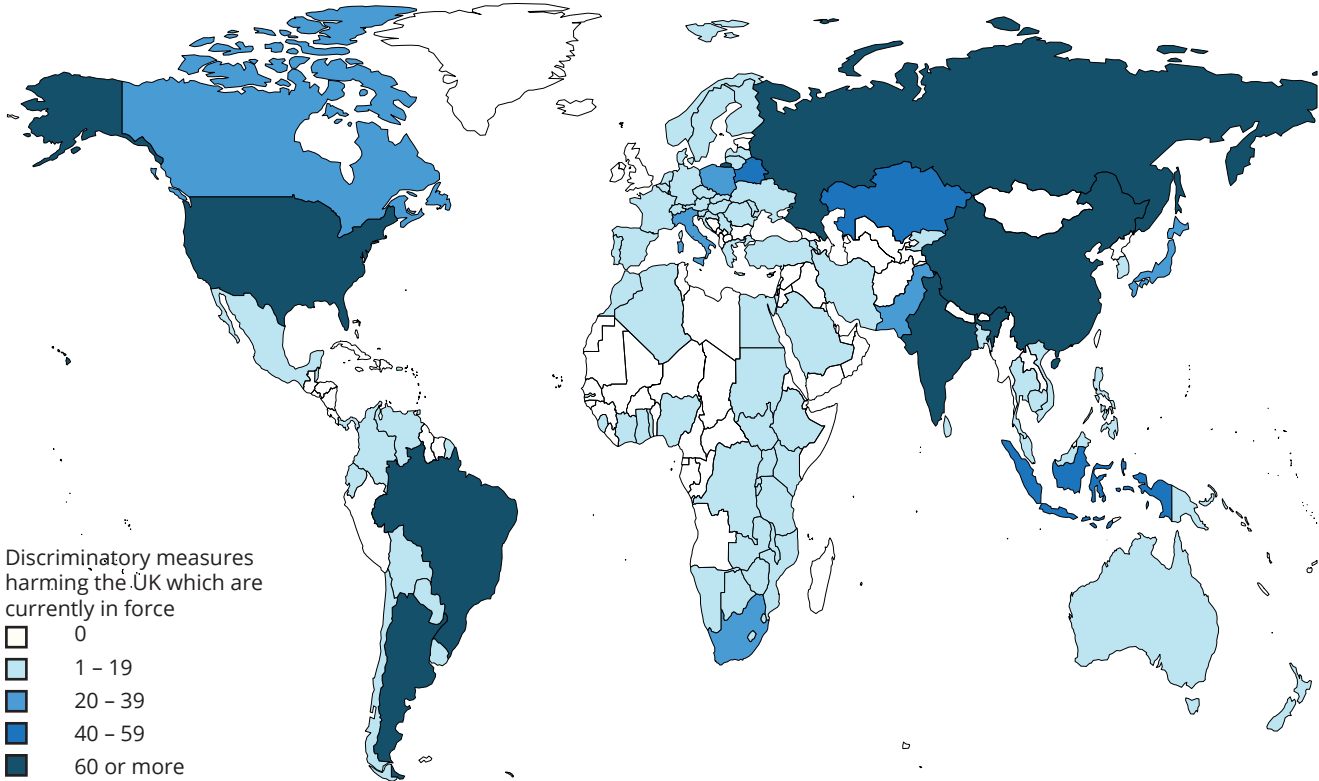 Discriminatory measures
harming the UK which are
currently in force
0
1 – 19
20 – 39
40 – 59
60 or more